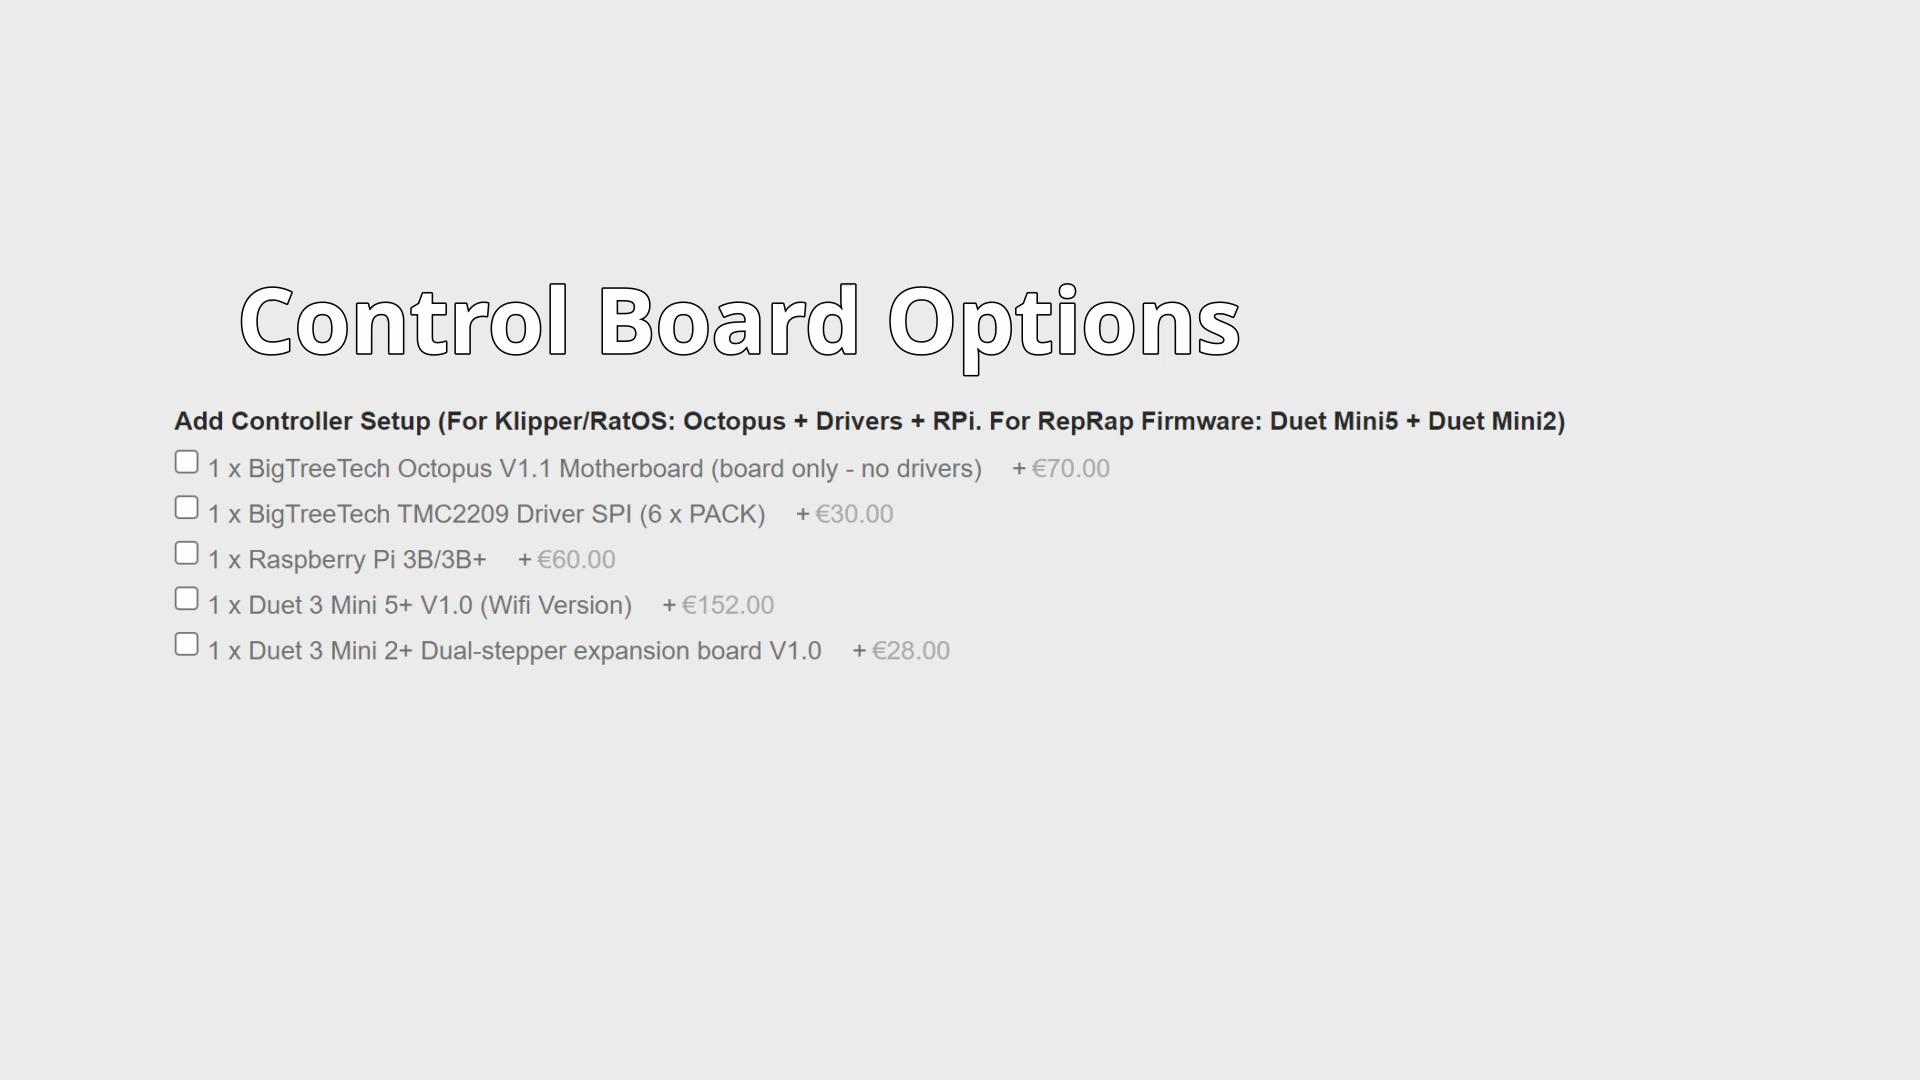 Control Board Options
Add Controller Setup (For Klipper/RatOS: Octopus + Drivers + RPi. For RepRap Firmware: Duet Mini5 + Duet Mini2)
1 x BigTreeTech Octopus V1.1 Motherboard (board only - no drivers) + €70.00
1 x BigTreeTech TMC2209 Driver SPI (6 x PACK) + €30.00
1 x Raspberry Pi 3B/3B+ + €60.00
1 x Duet 3 Mini 5+ V1.0 (Wifi Version) + €152.00
1 x Duet 3 Mini 2+ Dual-stepper expansion board V1.0 + €28.00